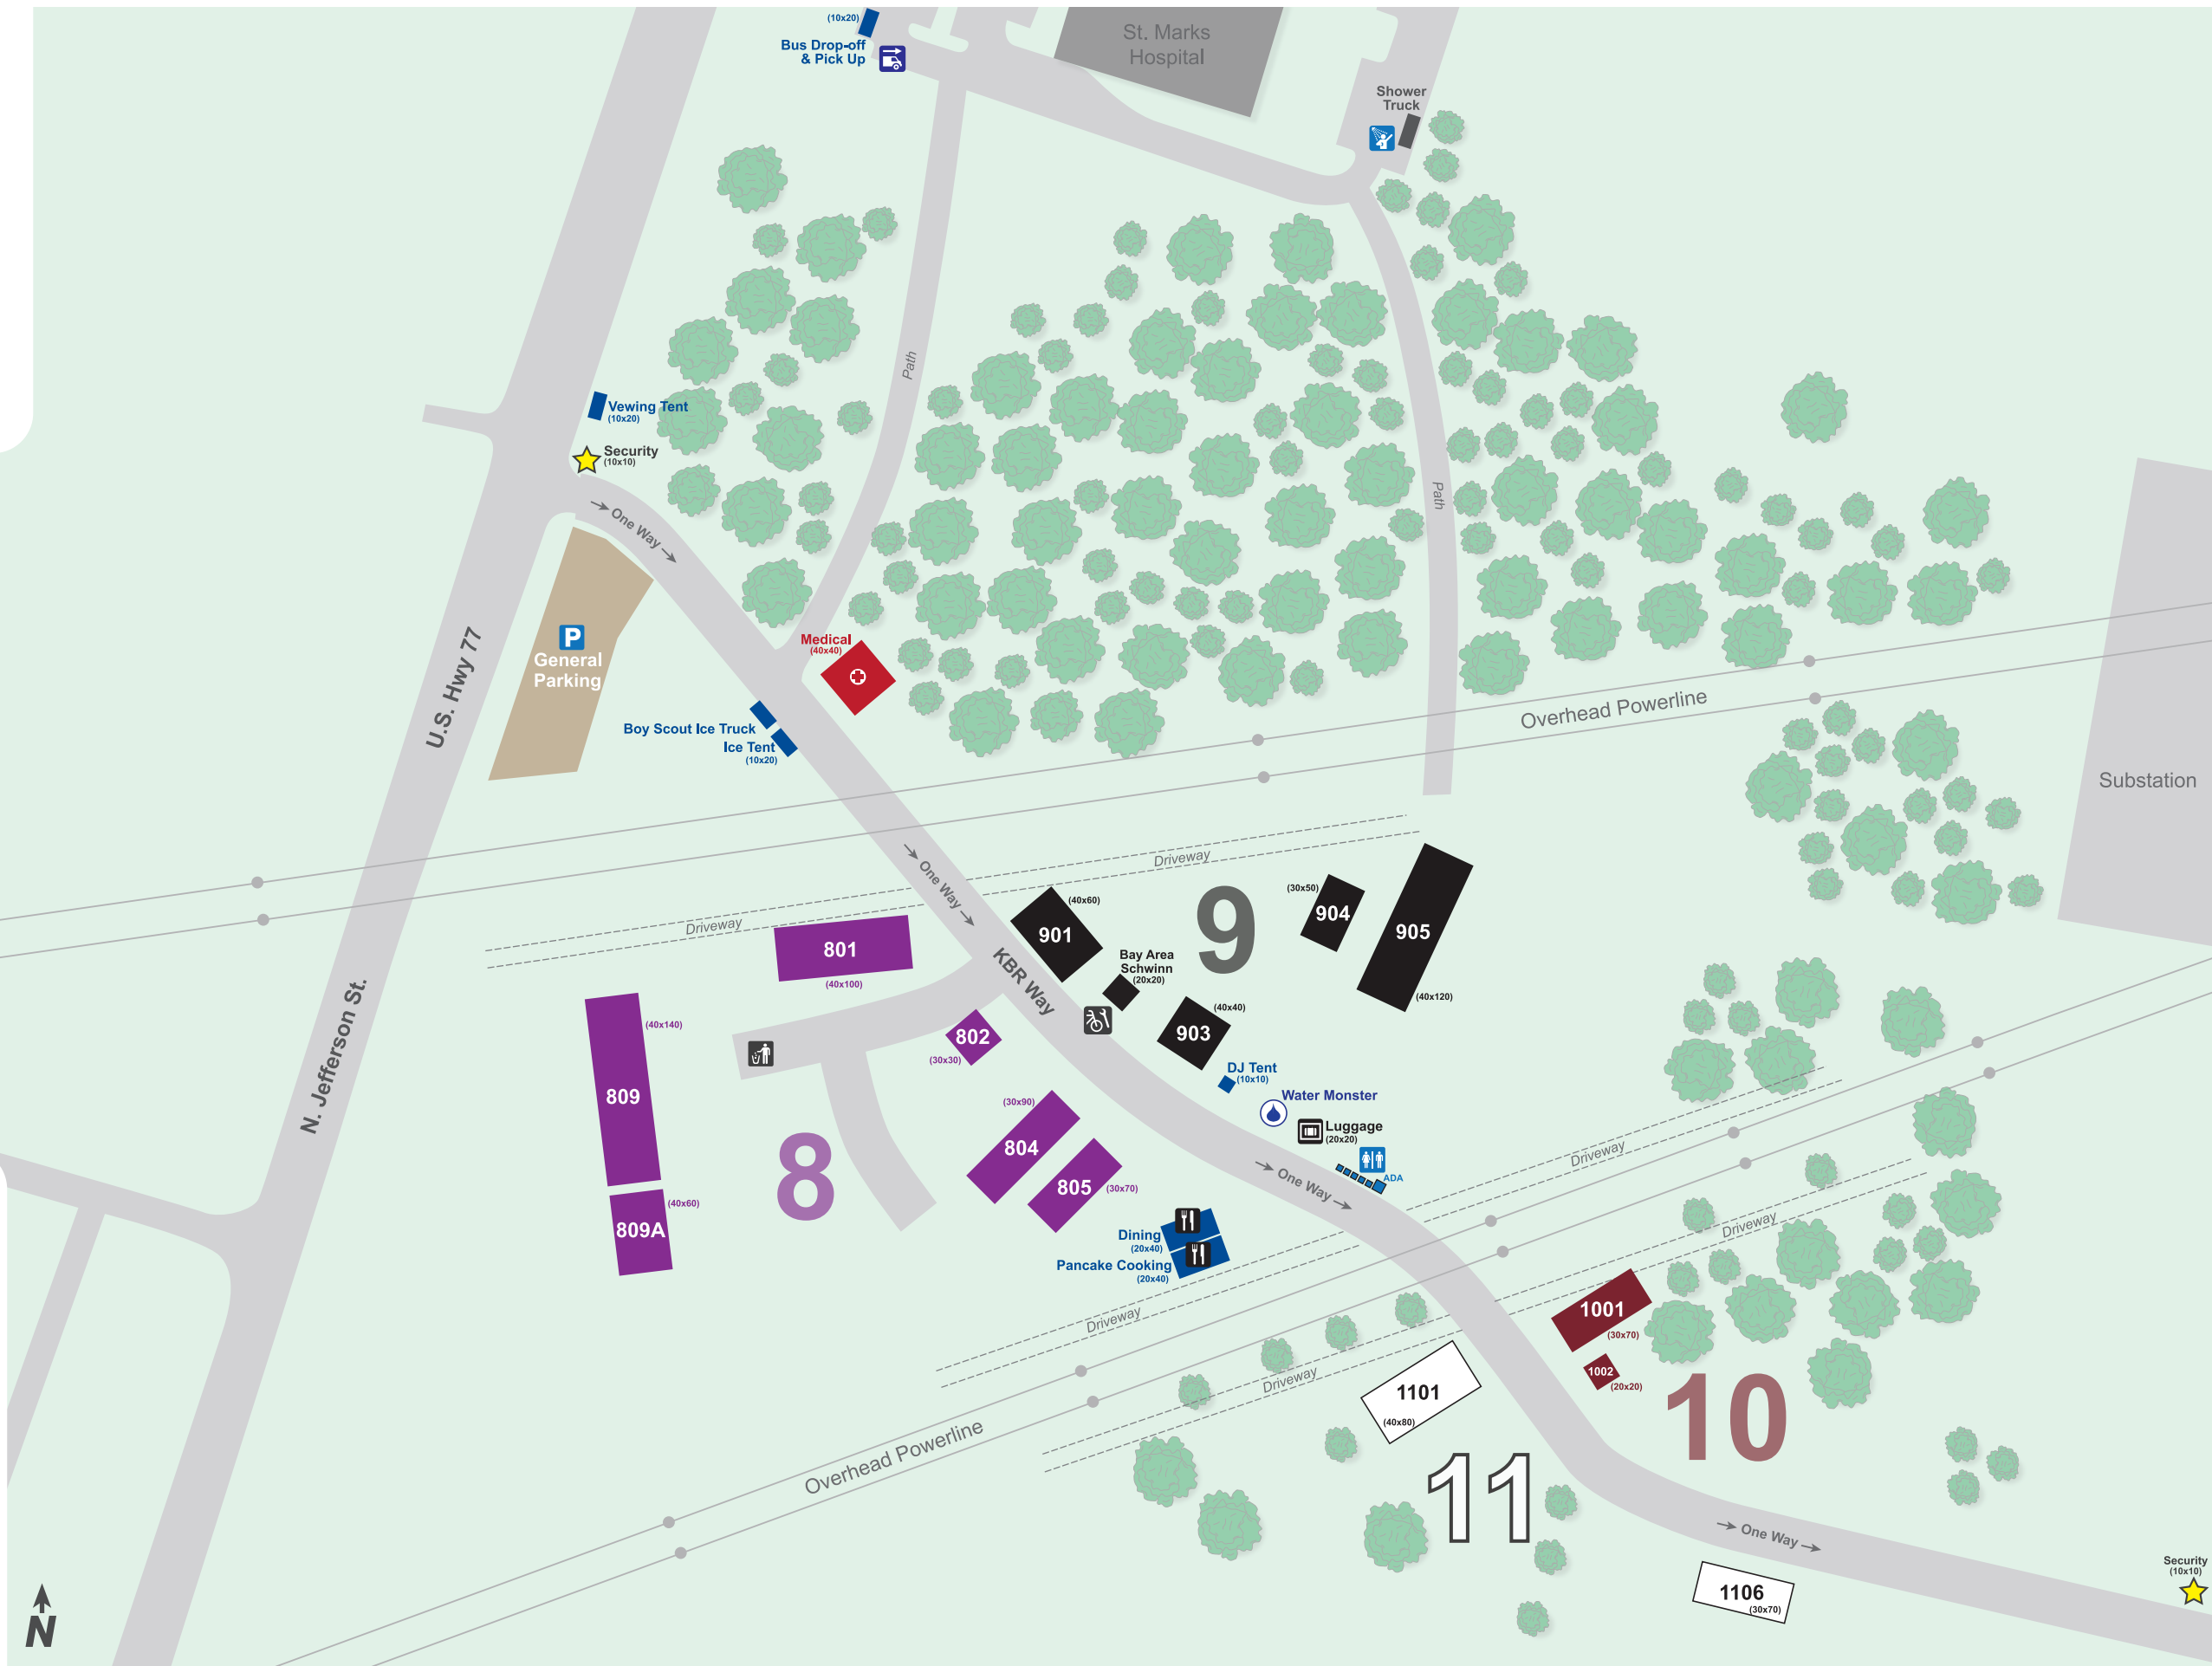 (10x20)
Bus Drop-off
& Pick Up
St. Marks
Hospital
Shower
Truck
Path
Vewing Tent
(10x20)
Security
(10x10)
One Way
Path
P
General
Parking
Medical
(40x40)
U.S. Hwy 77
Boy Scout Ice Truck
Ice Tent
(10x20)
Overhead Powerline
Substation
Driveway
One Way
Driveway
9
(30x50)
904
905
(40x120)
901
(40x60)
801
(40x100)
Bay Area
Schwinn
(20x20)
KBR Way
903
(40x40)
802
(30x30)
809
(40x140)
N. Jefferson St.
DJ Tent
(10x10)
Water Monster
Luggage
(20x20)
ADA
(30x90)
804
805
(30x70)
8
809A
(40x60)
One Way
Driveway
Driveway
Dining
(20x40)
Pancake Cooking
(20x40)
Driveway
Driveway
1001
(30x70)
1002
(20x20)
10
1101
(40x80)
11
Overhead Powerline
One Way
Security
(10x10)
1106
(30x70)
N